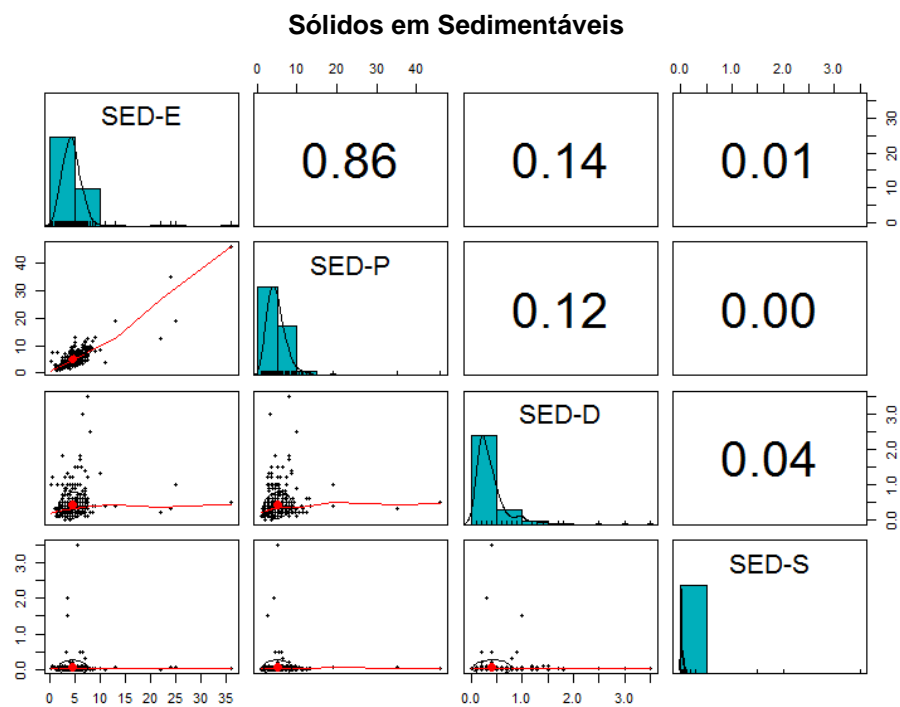 Sólidos em Sedimentáveis
0 10 20 30 40
0.0 1.0 2.0 3.0
SED-E
0.86
0.14
0.01
0 10 20 30
0 10 20 30 40
SED-P
0.12
0.00
SED-D
0.04
0.0 1.0 2.0 3.0
0.0 1.0 2.0 3.0
SED-S
0 5 10 15 20 25 30 35
0.0 1.0 2.0 3.0